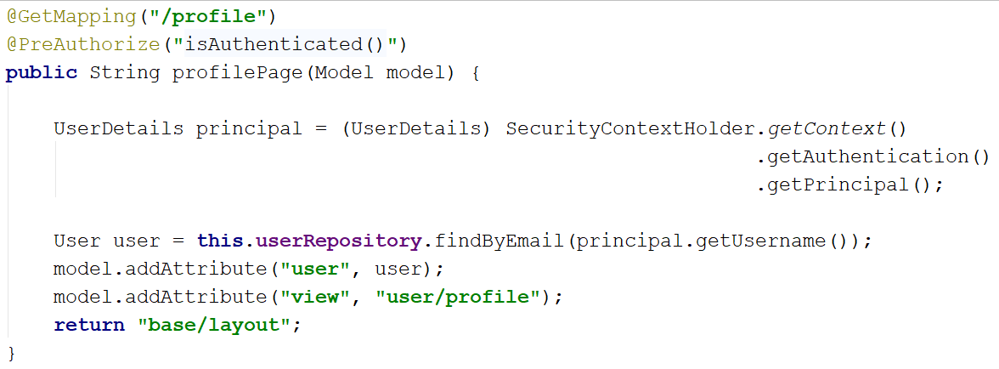 @GetMapping("/profile")
@PreAuthorize("isAuthenticated()")
public String profilePage(Model model) {
UserDetails principal = (UserDetails) SecurityContextHolder.getContext()
.getAuthentication()
.getPrincipal();
User user = this.userRepository.findByEmail(principal.getUsername());
model.addAttribute("user", user);
model.addAttribute("view", "user/profile");
return "base/layout";
}